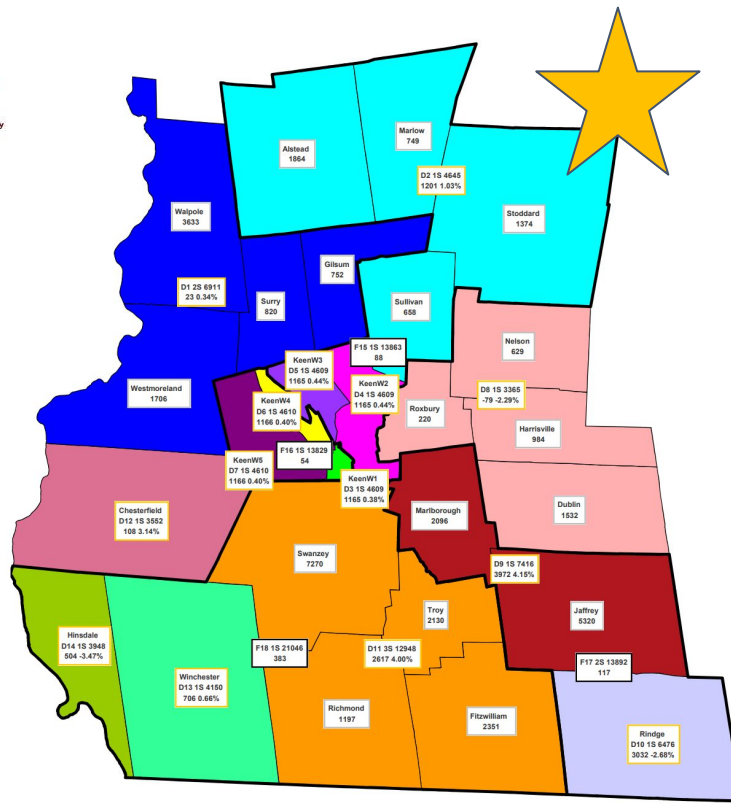 y
Alstead
1864
Marlow
749
D2 1S 4645
1201 1.03%
Stoddard
1374
Walpole
3633
Gilsum
752
D1 2S 6911
23 0.34%
Surry
820
Sullivan
658
Nelson
629
F15 1S 13863
88
KeenW3
D5 1S 4609
1165 0.44%
KeenW2
D4 1S 4609
1165 0.44%
D8 1S 3365
-79 -2.29%
Westmoreland
1706
KeenW4
D6 1S 4610
1166 0.40%
Roxbury
220
Harrisville
984
F16 1S 13829
54
KeenW5
D7 1S 4610
1166 0.40%
KeenW1
D3 1S 4609
1165 0.38%
Chesterfield
D12 1S 3552
108 3.14%
Marlborough
2096
Dublin
1532
Swanzey
7270
D9 1S 7416
3972 4.15%
Troy
2130
Jaffrey
5320
Hinsdale
D14 1S 3948
504 -3.47%
F18 1S 21046
383
D11 3S 12948
2617 4.00%
F17 2S 13892
117
Winchester
D13 1S 4150
706 0.66%
Richmond
1197
Fitzwilliam
2351
Rindge
D10 1S 6476
3032 -2.68%